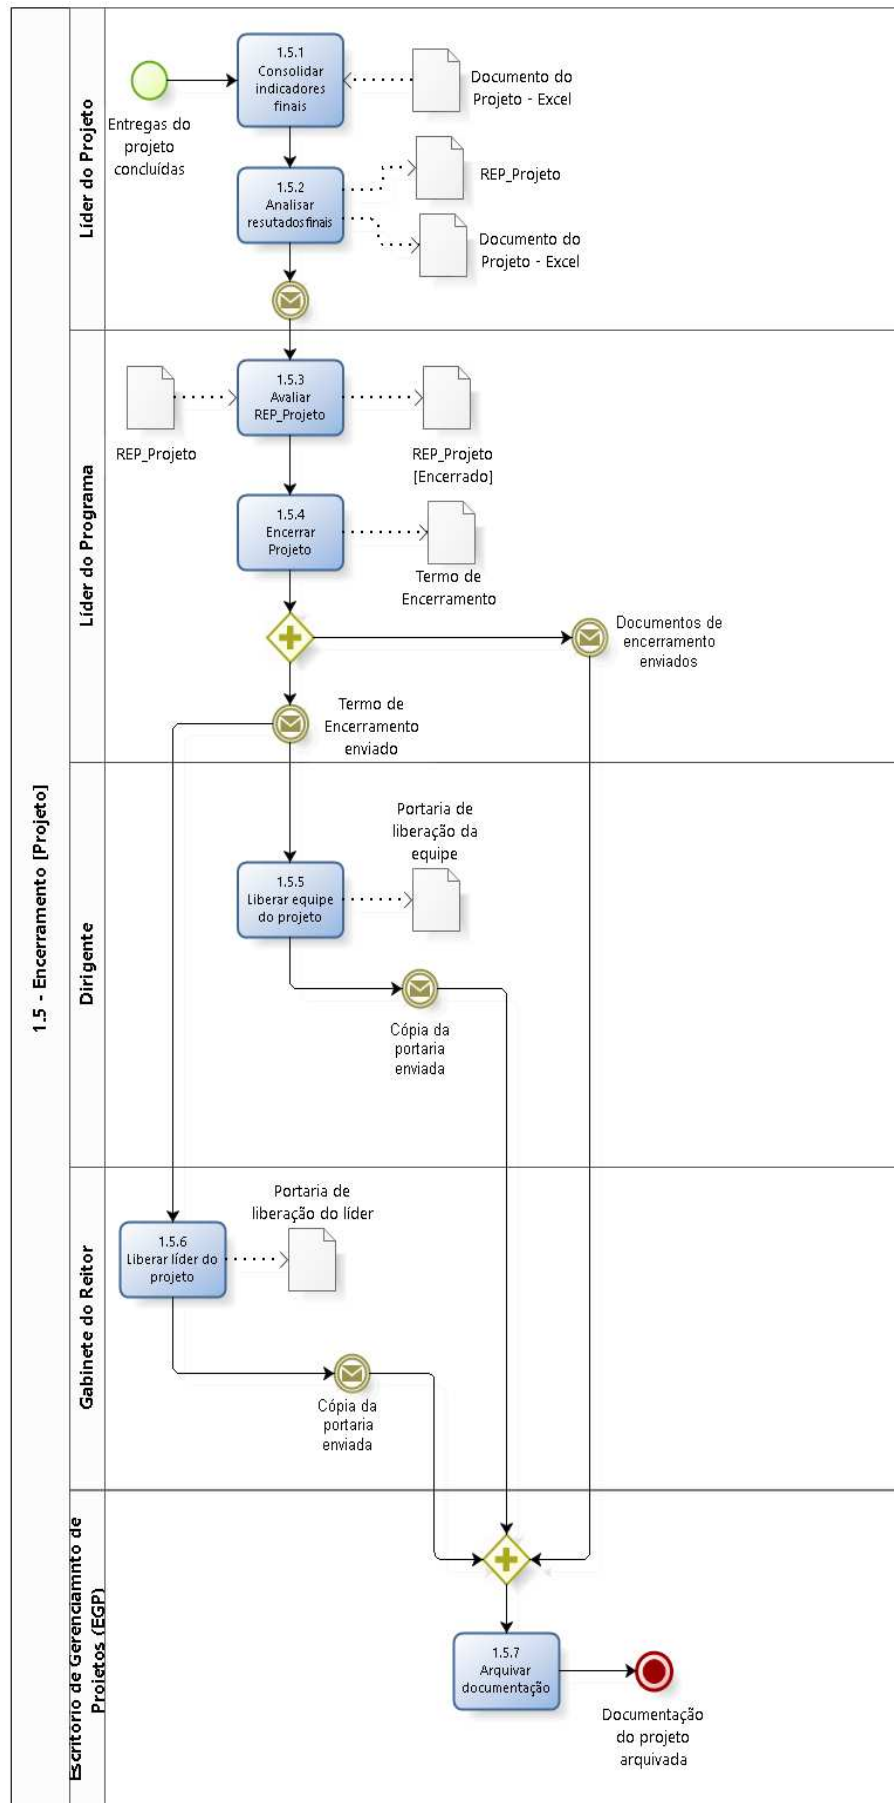 1.5 - Encerramento [Projeto]
Líder do Projeto
1.5.1
Consolidar
indicadores
finais
Documento do
Projeto - Excel
Entregas do
projeto
concluídas
1.5.2
Analisar
resutados finais
REP_Projeto
Documento do
Projeto - Excel
Líder do Programa
1.5.3
Avaliar
REP_Projeto
REP_Projeto
REP_Projeto
[Encerrado]
1.5.4
Encerrar
Projeto
Termo de
Encerramento
Documentos de
encerramento
enviados
Termo de
Encerramento
enviado
Dirigente
Portaria de
liberação da
equipe
1.5.5
Liberar equipe
do projeto
Cópia da
portaria
enviada
Gabinete do Reitor
Portaria de
liberação do líder
1.5.6
Liberar líder do
projeto
Cópia da
portaria
enviada
Escritório de Gerenciamnto de
Projetos (EGP)
1.5.7
Arquivar
documentação
Documentação
do projeto
arquivada